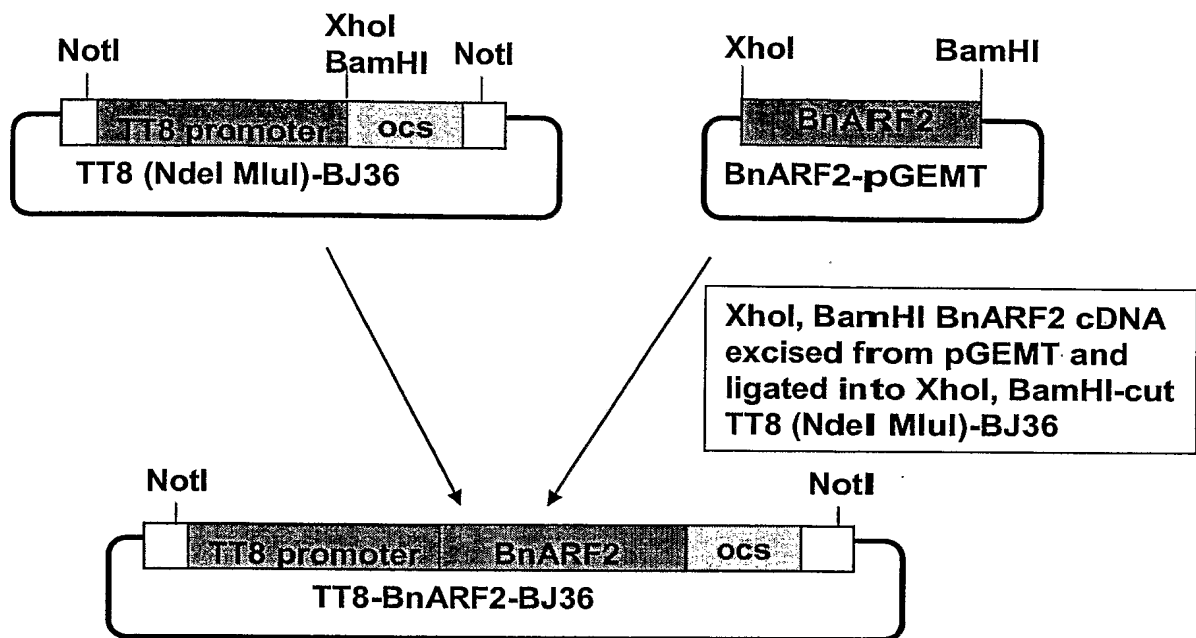 NotI
XhoI
BamHI
NotI
TT8 promoter
ocs
TT8 (NdeI MluI)-BJ36
XhoI
BamHI
BnARF2
BnARF2-pGEMT
XhoI, BamHI BnARF2 cDNA
excised from pGEMT and
ligated into XhoI, BamHI-cut
TT8 (NdeI MluI)-BJ36
NotI
NotI
TT8 promoter
BnARF2
ocs
TT8-BnARF2-BJ36